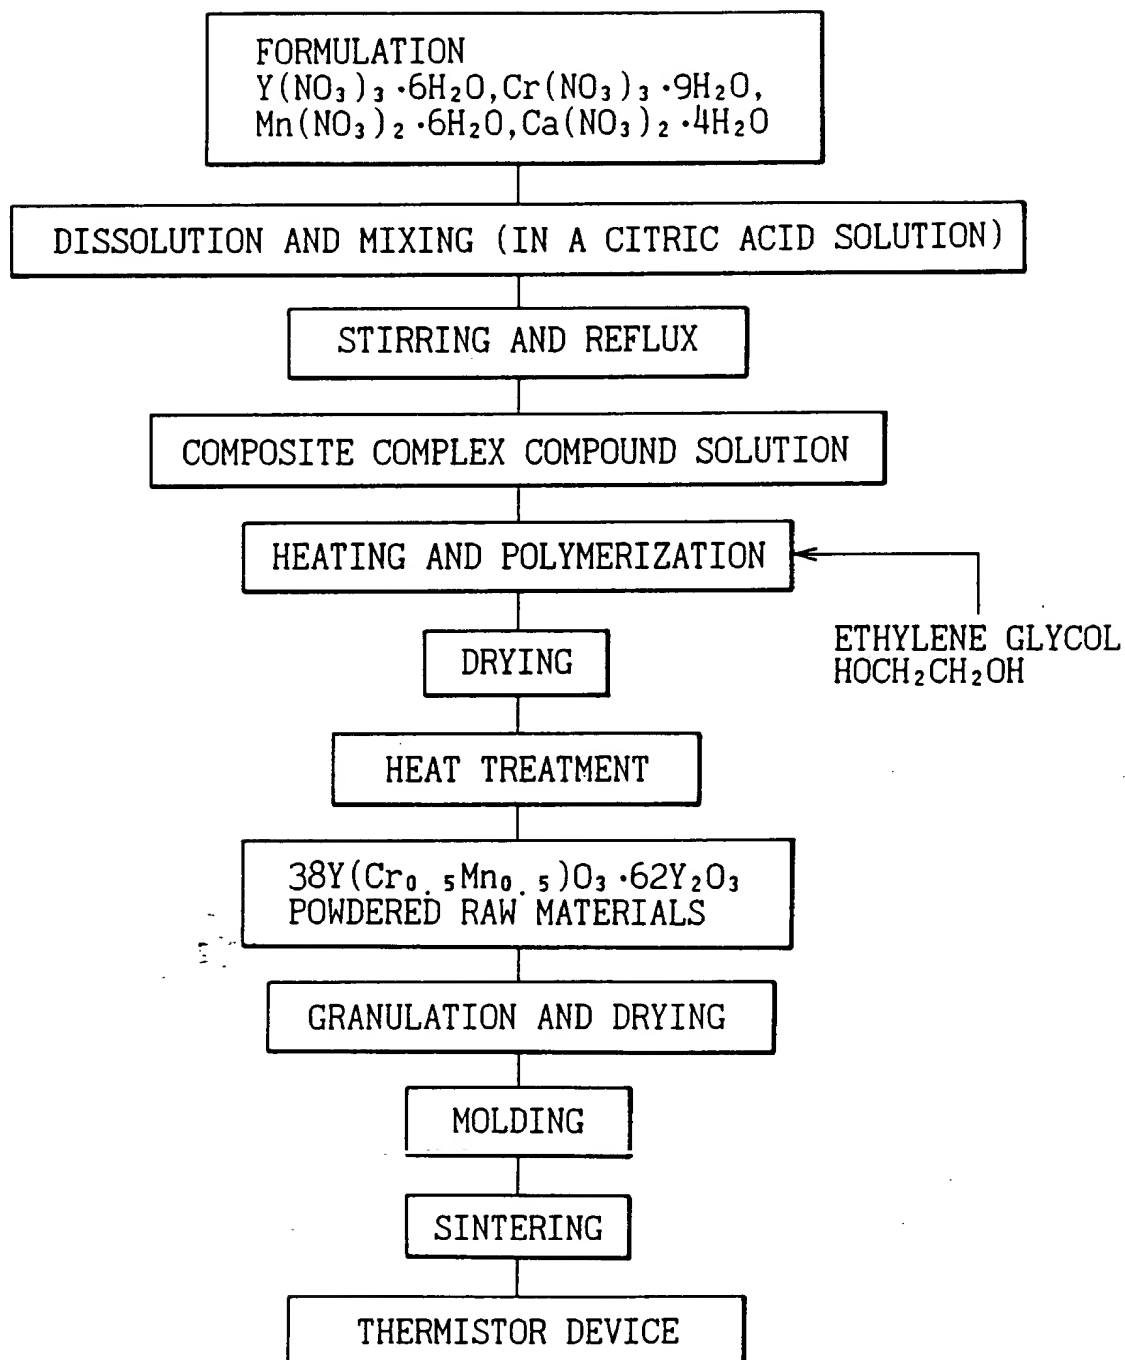 FORMULATION
Y(NO₃)₃·6H₂O,Cr(NO₃)₃·9H₂O,
Mn(NO₃)₂·6H₂O,Ca(NO₃)₂·4H₂O
DISSOLUTION AND MIXING (IN A CITRIC ACID SOLUTION)
STIRRING AND REFLUX
COMPOSITE COMPLEX COMPOUND SOLUTION
HEATING AND POLYMERIZATION
ETHYLENE GLYCOL
HOCH₂CH₂OH
DRYING
HEAT TREATMENT
38Y(Cr₀.₅Mn₀.₅)O₃·62Y₂O₃
POWDERED RAW MATERIALS
GRANULATION AND DRYING
MOLDING
SINTERING
THERMISTOR DEVICE